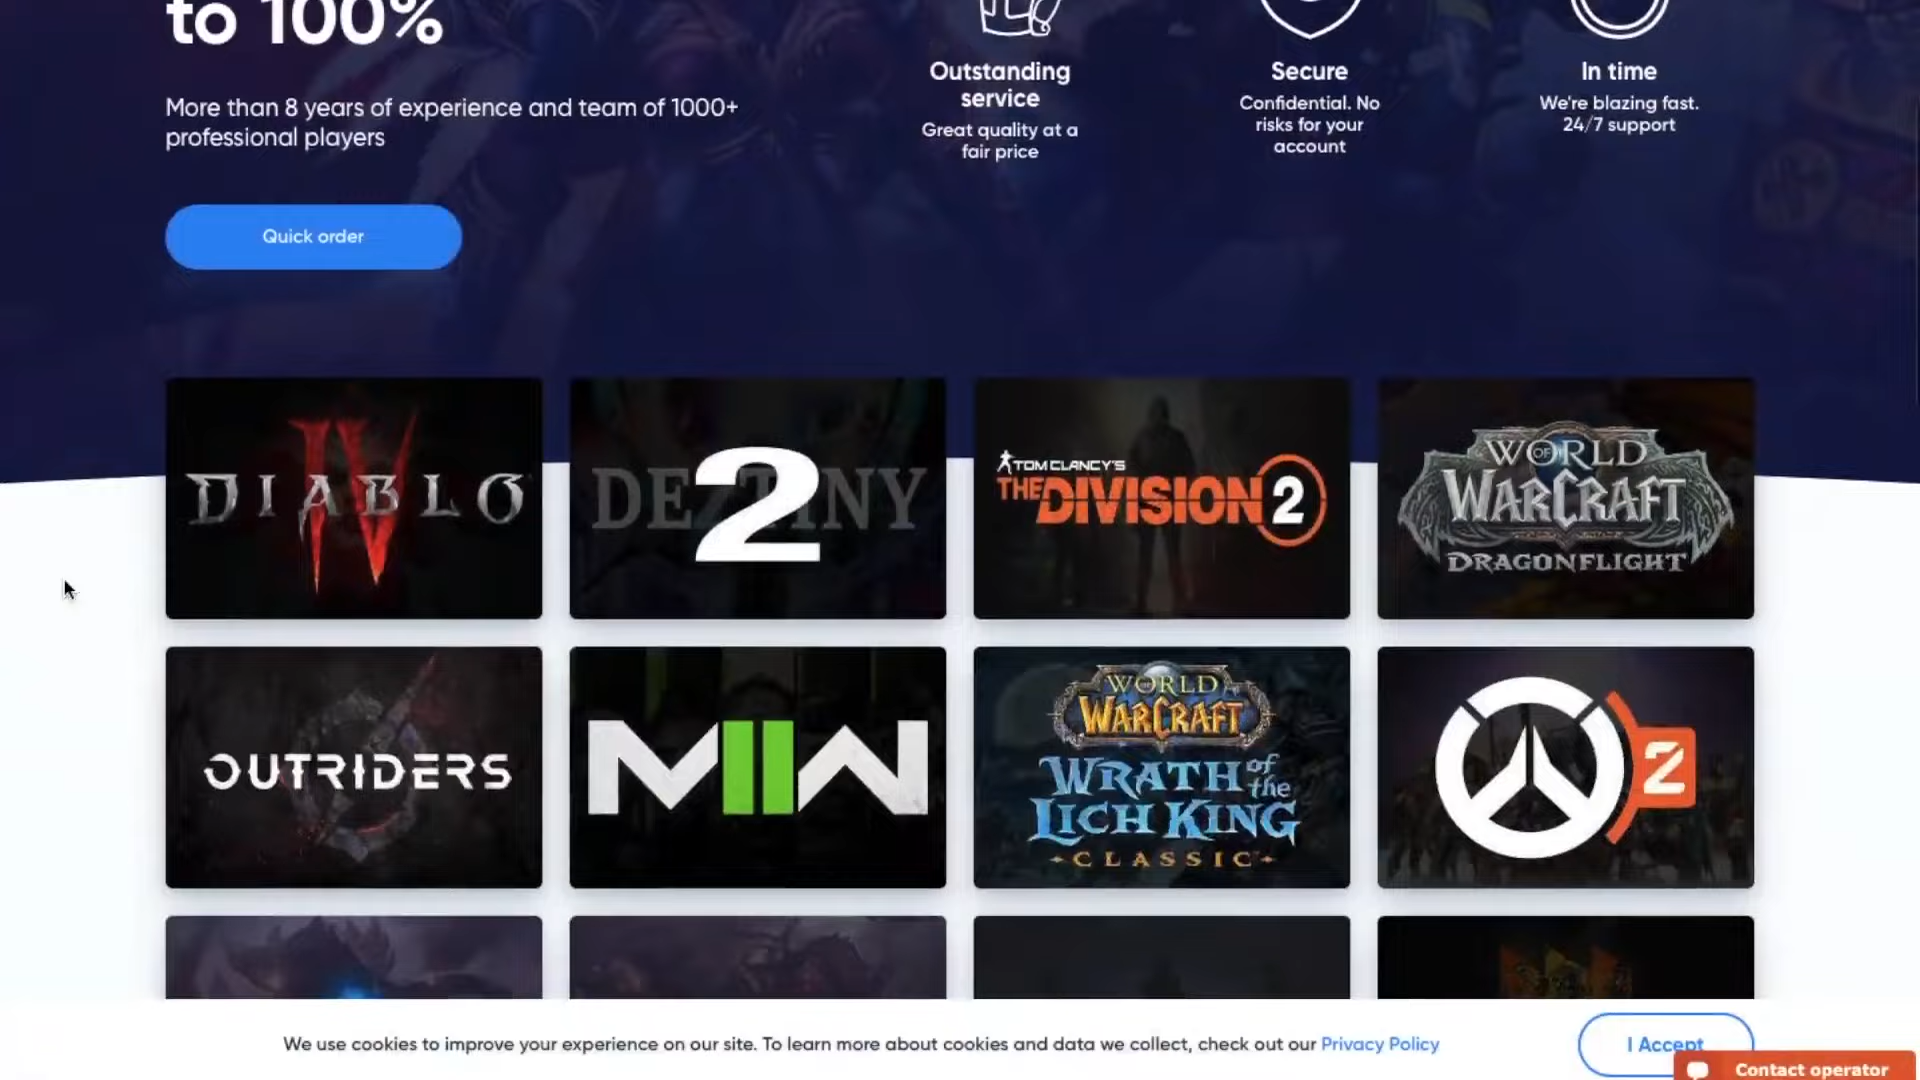 to 100%
More than 8 years of experience and team of 1000+
professional players
Quick order
Outstanding
service
Great quality at a
fair price
Secure
Confidential. No
risks for your
account
In time
We're blazing fast.
24/7 support
DIABLO
IV
DESTINY
2
TOM CLANCY'S
THE DIVISION 2
WORLD
OF
WARCRAFT
DRAGONFLIGHT
OUTRIDERS
MIIW
WORLD
OF
WARCRAFT
WRATH of
the
LICH KING
CLASSIC
2
We use cookies to improve your experience on our site. To learn more about cookies and data we collect, check out our Privacy Policy
I Accept
Contact operator